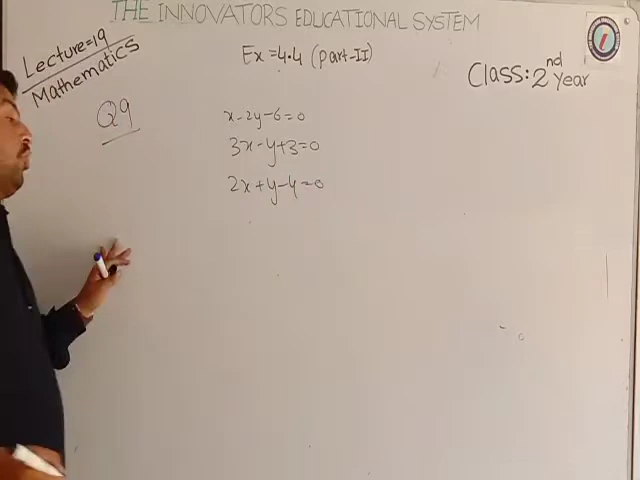 THE INNOVATORS EDUCATIONAL SYSTEM
Lecture=19
Mathematics
Ex=4.4 (part-II)
Class: 2nd year
Q9
x-2y-6=0
3x-y+3=0
2x+y-4=0